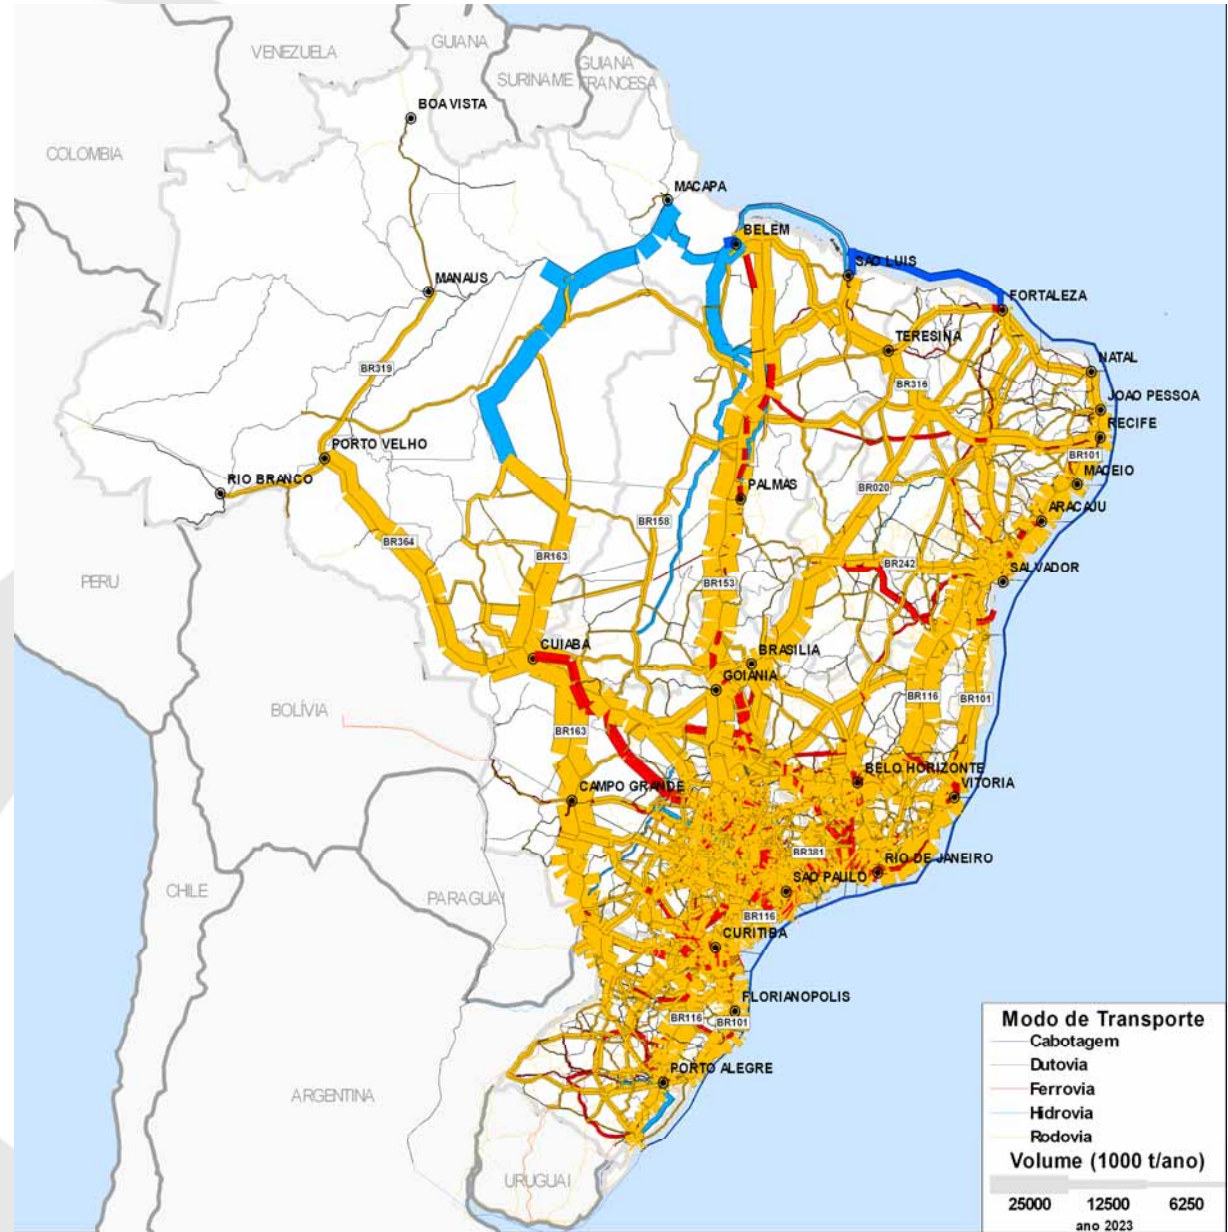 VENEZUELA
GUIANA
SURINAME
GUIANA
FRANCESA
BOA VISTA
COLOMBIA
MACAPA
BELEM
SAO LUIS
MANAUS
FORTALEZA
TERESINA
NATAL
BR319
BR316
JOAO PESSOA
RECIFE
PORTO VELHO
BR101
RIO BRANCO
MACEIO
PALMAS
BR020
ARACAJU
BR158
BR364
BR163
BR242
SALVADOR
PERU
BR153
CUIABA
BRASILIA
GOIANIA
BR116
BR101
BOLÍVIA
BR163
BELO HORIZONTE
VITORIA
CAMPO GRANDE
BR381
RIO DE JANEIRO
CHILE
SAO PAULO
PARAGUAI
BR116
CURITIBA
FLORIANOPOLIS
BR116
BR101
PORTO ALEGRE
ARGENTINA
URUGUAI
Modo de Transporte
Cabotagem
Dutovia
Ferrovia
Hidrovia
Rodovia
Volume (1000 t/ano)
25000 12500 6250
ano 2023